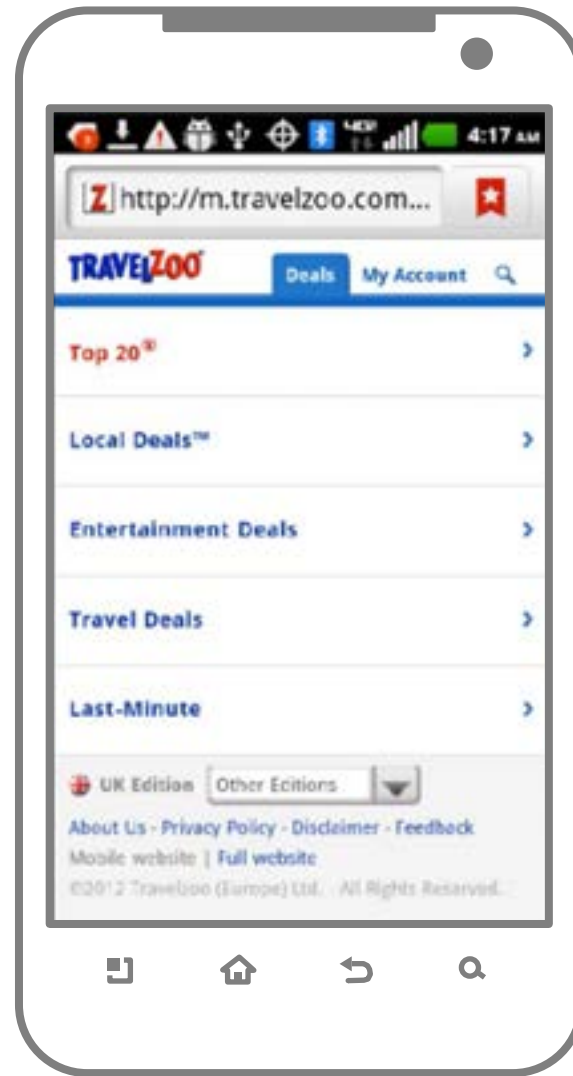 4G
4:17 AM
Z http://m.travelzoo.com...
TRAVELZOO®
Deals My Account
Top 20®
Local Deals™
Entertainment Deals
Travel Deals
Last-Minute
UK Edition Other Editions
About Us - Privacy Policy - Disclaimer - Feedback
Mobile website | Full website
©2012 Travelzoo (Europe) Ltd. All Rights Reserved.